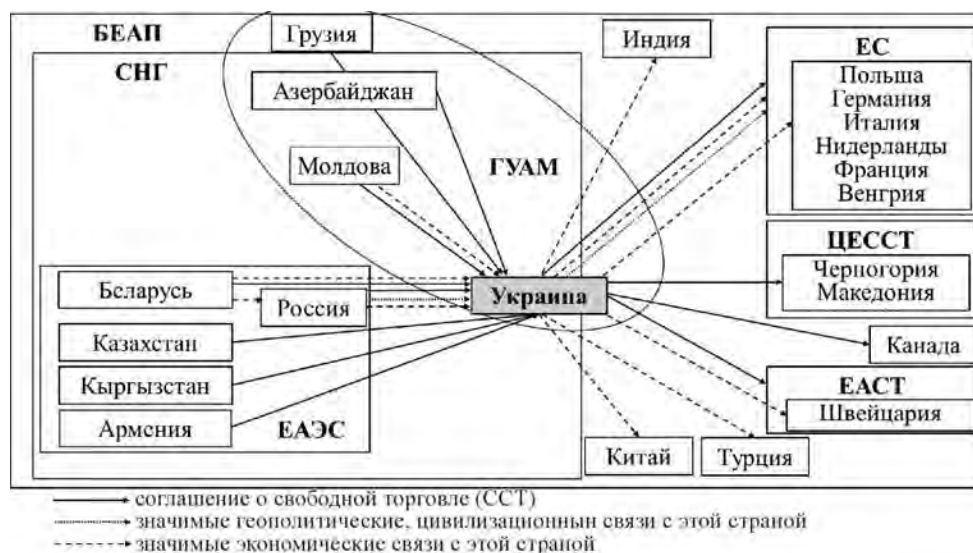 БЕАП
Грузия
Индия
ЕС
СНГ
Польша
Германия
Италия
Нидерланды
Франция
Венгрия
Азербайджан
Молдова
ГУАМ
ЦЕССТ
Черногория
Македония
Беларусь
Россия
Украина
Казахстан
Канада
Кыргызстан
ЕАСТ
Швейцария
Армения
ЕАЭС
Китай
Турция
соглашение о свободной торговле (ССТ)
значимые геополитические, цивилизационнын связи с этой страной
значимые экономические связи с этой страной